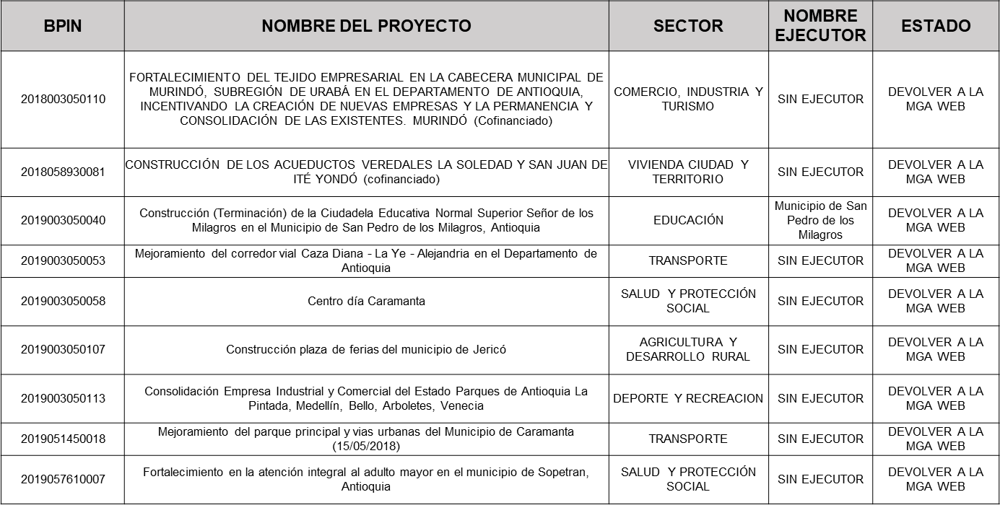 BPIN
NOMBRE DEL PROYECTO
SECTOR
NOMBRE
EJECUTOR
ESTADO
2018003050110
FORTALECIMIENTO DEL TEJIDO EMPRESARIAL EN LA CABECERA MUNICIPAL DE
MURINDÓ, SUBREGIÓN DE URABÁ EN EL DEPARTAMENTO DE ANTIOQUIA,
INCENTIVANDO LA CREACIÓN DE NUEVAS EMPRESAS Y LA PERMANENCIA Y
CONSOLIDACIÓN DE LAS EXISTENTES. MURINDÓ (Cofinanciado)
COMERCIO, INDUSTRIA Y
TURISMO
SIN EJECUTOR
DEVOLVER A LA
MGA WEB
2018058930081
CONSTRUCCIÓN DE LOS ACUEDUCTOS VEREDALES LA SOLEDAD Y SAN JUAN DE
ITÉ YONDÓ (cofinanciado)
VIVIENDA CIUDAD Y
TERRITORIO
SIN EJECUTOR
DEVOLVER A LA
MGA WEB
2019003050040
Construcción (Terminación) de la Ciudadela Educativa Normal Superior Señor de los
Milagros en el Municipio de San Pedro de los Milagros, Antioquia
EDUCACIÓN
Municipio de San
Pedro de los
Milagros
DEVOLVER A LA
MGA WEB
2019003050053
Mejoramiento del corredor vial Caza Diana - La Ye - Alejandria en el Departamento de
Antioquia
TRANSPORTE
SIN EJECUTOR
DEVOLVER A LA
MGA WEB
2019003050058
Centro día Caramanta
SALUD Y PROTECCIÓN
SOCIAL
SIN EJECUTOR
DEVOLVER A LA
MGA WEB
2019003050107
Construcción plaza de ferias del municipio de Jericó
AGRICULTURA Y
DESARROLLO RURAL
SIN EJECUTOR
DEVOLVER A LA
MGA WEB
2019003050113
Consolidación Empresa Industrial y Comercial del Estado Parques de Antioquia La
Pintada, Medellín, Bello, Arboletes, Venecia
DEPORTE Y RECREACION
SIN EJECUTOR
DEVOLVER A LA
MGA WEB
2019051450018
Mejoramiento del parque principal y vias urbanas del Municipio de Caramanta
(15/05/2018)
TRANSPORTE
SIN EJECUTOR
DEVOLVER A LA
MGA WEB
2019057610007
Fortalecimiento en la atención integral al adulto mayor en el municipio de Sopetran,
Antioquia
SALUD Y PROTECCIÓN
SOCIAL
SIN EJECUTOR
DEVOLVER A LA
MGA WEB